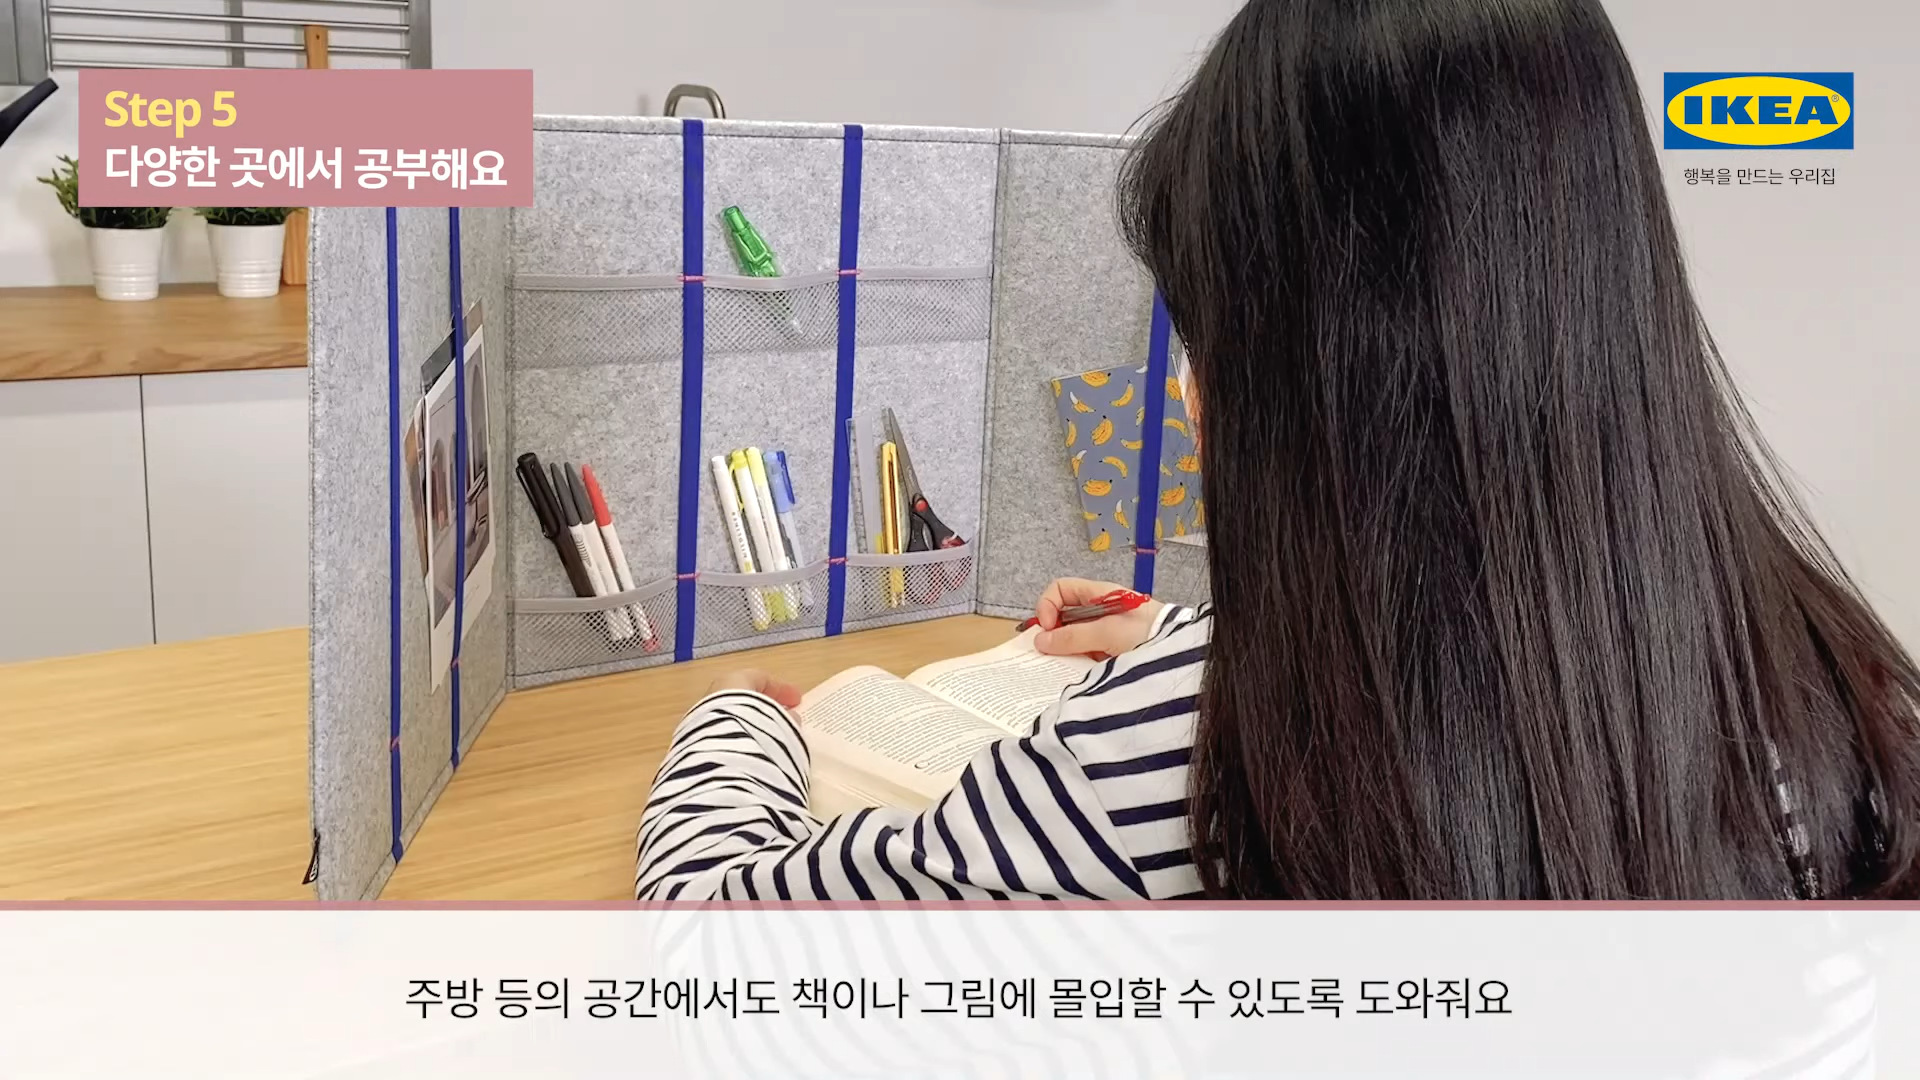 Step 5
다양한 곳에서 공부해요
IKEA®
행복을 만드는 우리집
주방 등의 공간에서도 책이나 그림에 몰입할 수 있도록 도와줘요